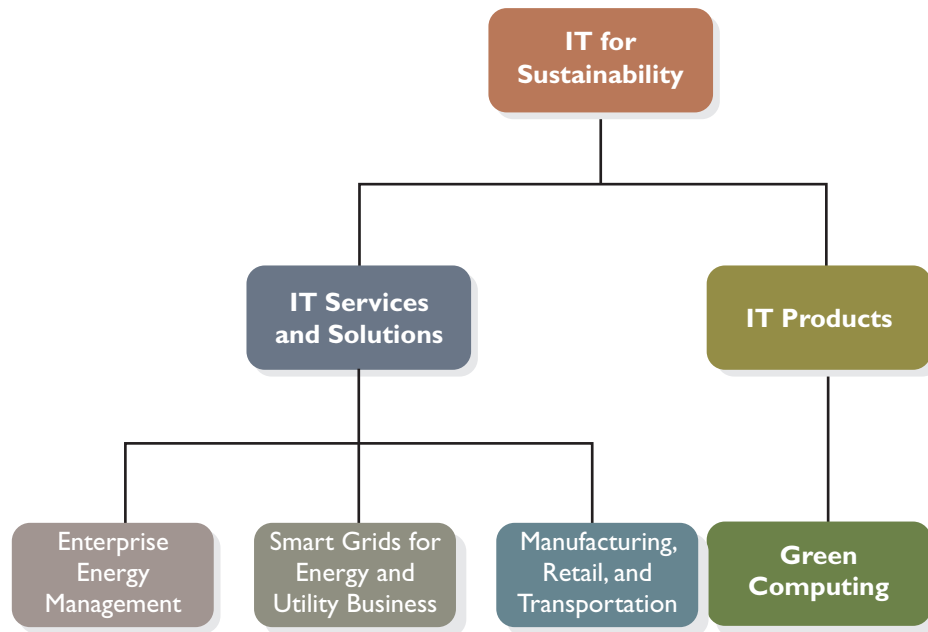 IT for
Sustainability
IT Services
and Solutions
IT Products
Enterprise
Energy
Management
Smart Grids for
Energy and
Utility Business
Manufacturing,
Retail, and
Transportation
Green
Computing